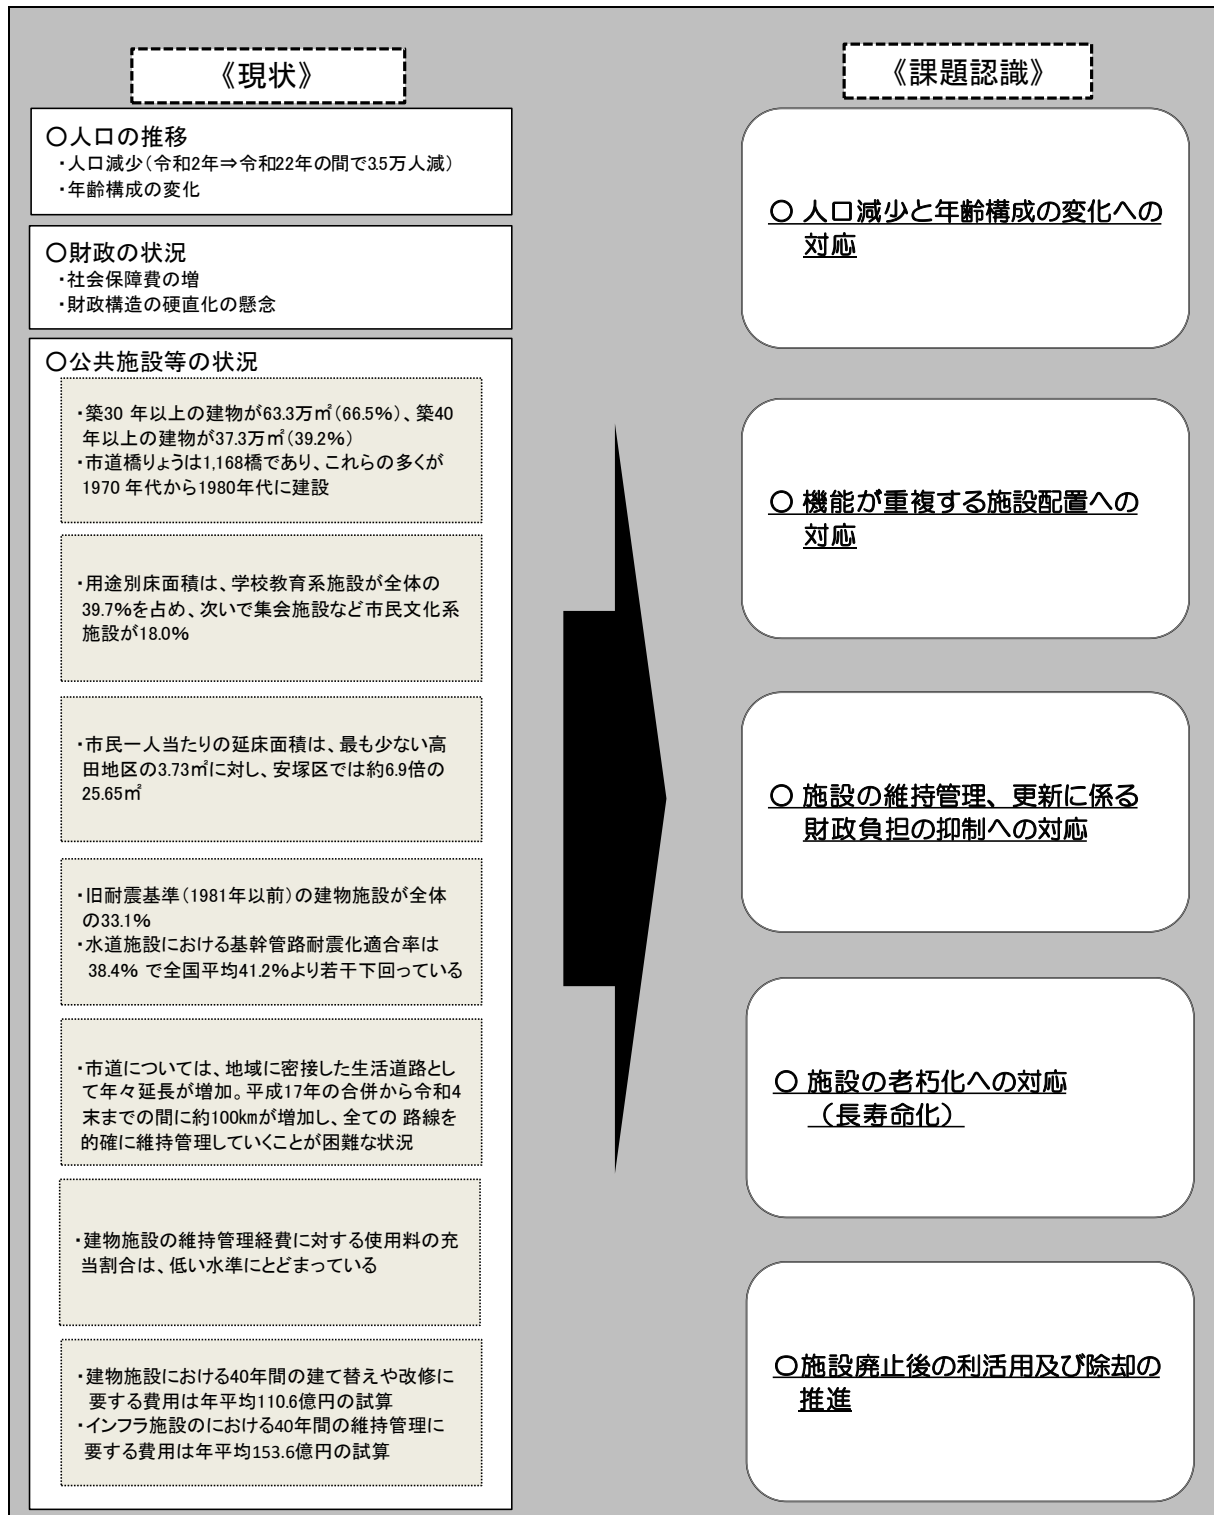 《現状》
〇人口の推移
・人口減少(令和2年⇒令和22年の間で3.5万人減)
・年齢構成の変化
〇財政の状況
・社会保障費の増
・財政構造の硬直化の懸念
〇公共施設等の状況
・築30 年以上の建物が63.3万㎡(66.5%)、築40
年以上の建物が37.3万㎡(39.2%)
・市道橋りょうは1,168橋であり、これらの多くが
1970 年代から1980年代に建設
・用途別床面積は、学校教育系施設が全体の
39.7%を占め、次いで集会施設など市民文化系
施設が18.0%
・市民一人当たりの延床面積は、最も少ない高
田地区の3.73㎡に対し、安塚区では約6.9倍の
25.65㎡
・旧耐震基準(1981年以前)の建物施設が全体
の33.1%
・水道施設における基幹管路耐震化適合率は
38.4% で全国平均41.2%より若干下回っている
・市道については、地域に密接した生活道路とし
て年々延長が増加。平成17年の合併から令和4
末までの間に約100㎞が増加し、全ての 路線を
的確に維持管理していくことが困難な状況
・建物施設の維持管理経費に対する使用料の充
当割合は、低い水準にとどまっている
・建物施設における40年間の建て替えや改修に
要する費用は年平均110.6億円の試算
・インフラ施設のにおける40年間の維持管理に
要する費用は年平均153.6億円の試算
《課題認識》
〇 人口減少と年齢構成の変化への
対応
〇 機能が重複する施設配置への
対応
〇 施設の維持管理、更新に係る
財政負担の抑制への対応
〇 施設の老朽化への対応
(長寿命化)
〇施設廃止後の利活用及び除却の
推進